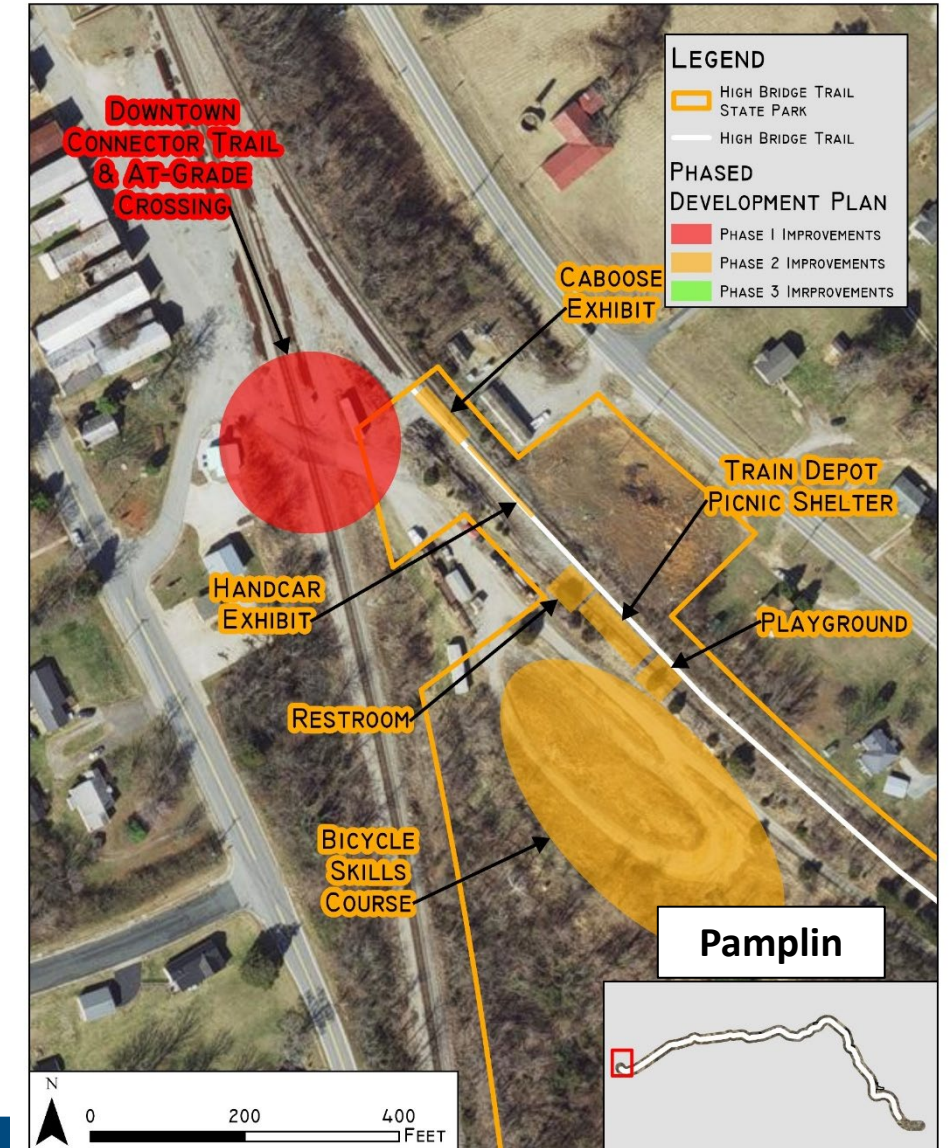 DOWNTOWN
CONNECTOR TRAIL
& AT-GRADE
CROSSING
LEGEND
HIGH BRIDGE TRAIL
STATE PARK
HIGH BRIDGE TRAIL
PHASED
DEVELOPMENT PLAN
PHASE 1 IMPROVEMENTS
PHASE 2 IMPROVEMENTS
PHASE 3 IMRPROVEMENTS
CABOOSE
EXHIBIT
TRAIN DEPOT
PICNIC SHELTER
HANDCAR
EXHIBIT
PLAYGROUND
RESTROOM
BICYCLE
SKILLS
COURSE
Pamplin
N
0 200 400
FEET